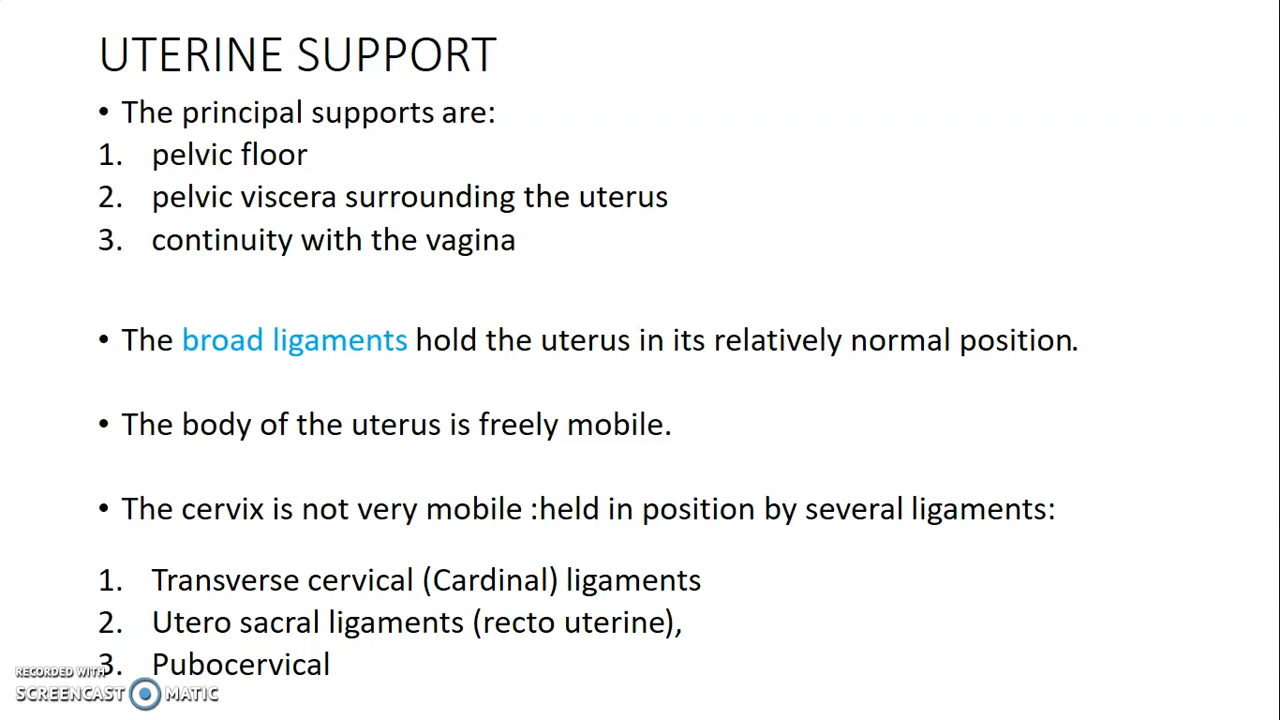 UTERINE SUPPORT
• The principal supports are:
1. pelvic floor
2. pelvic viscera surrounding the uterus
3. continuity with the vagina
• The broad ligaments hold the uterus in its relatively normal position.
• The body of the uterus is freely mobile.
• The cervix is not very mobile :held in position by several ligaments:
1. Transverse cervical (Cardinal) ligaments
2. Utero sacral ligaments (recto uterine),
3. Pubocervical
RECORDED WITH
SCREENCAST MATIC